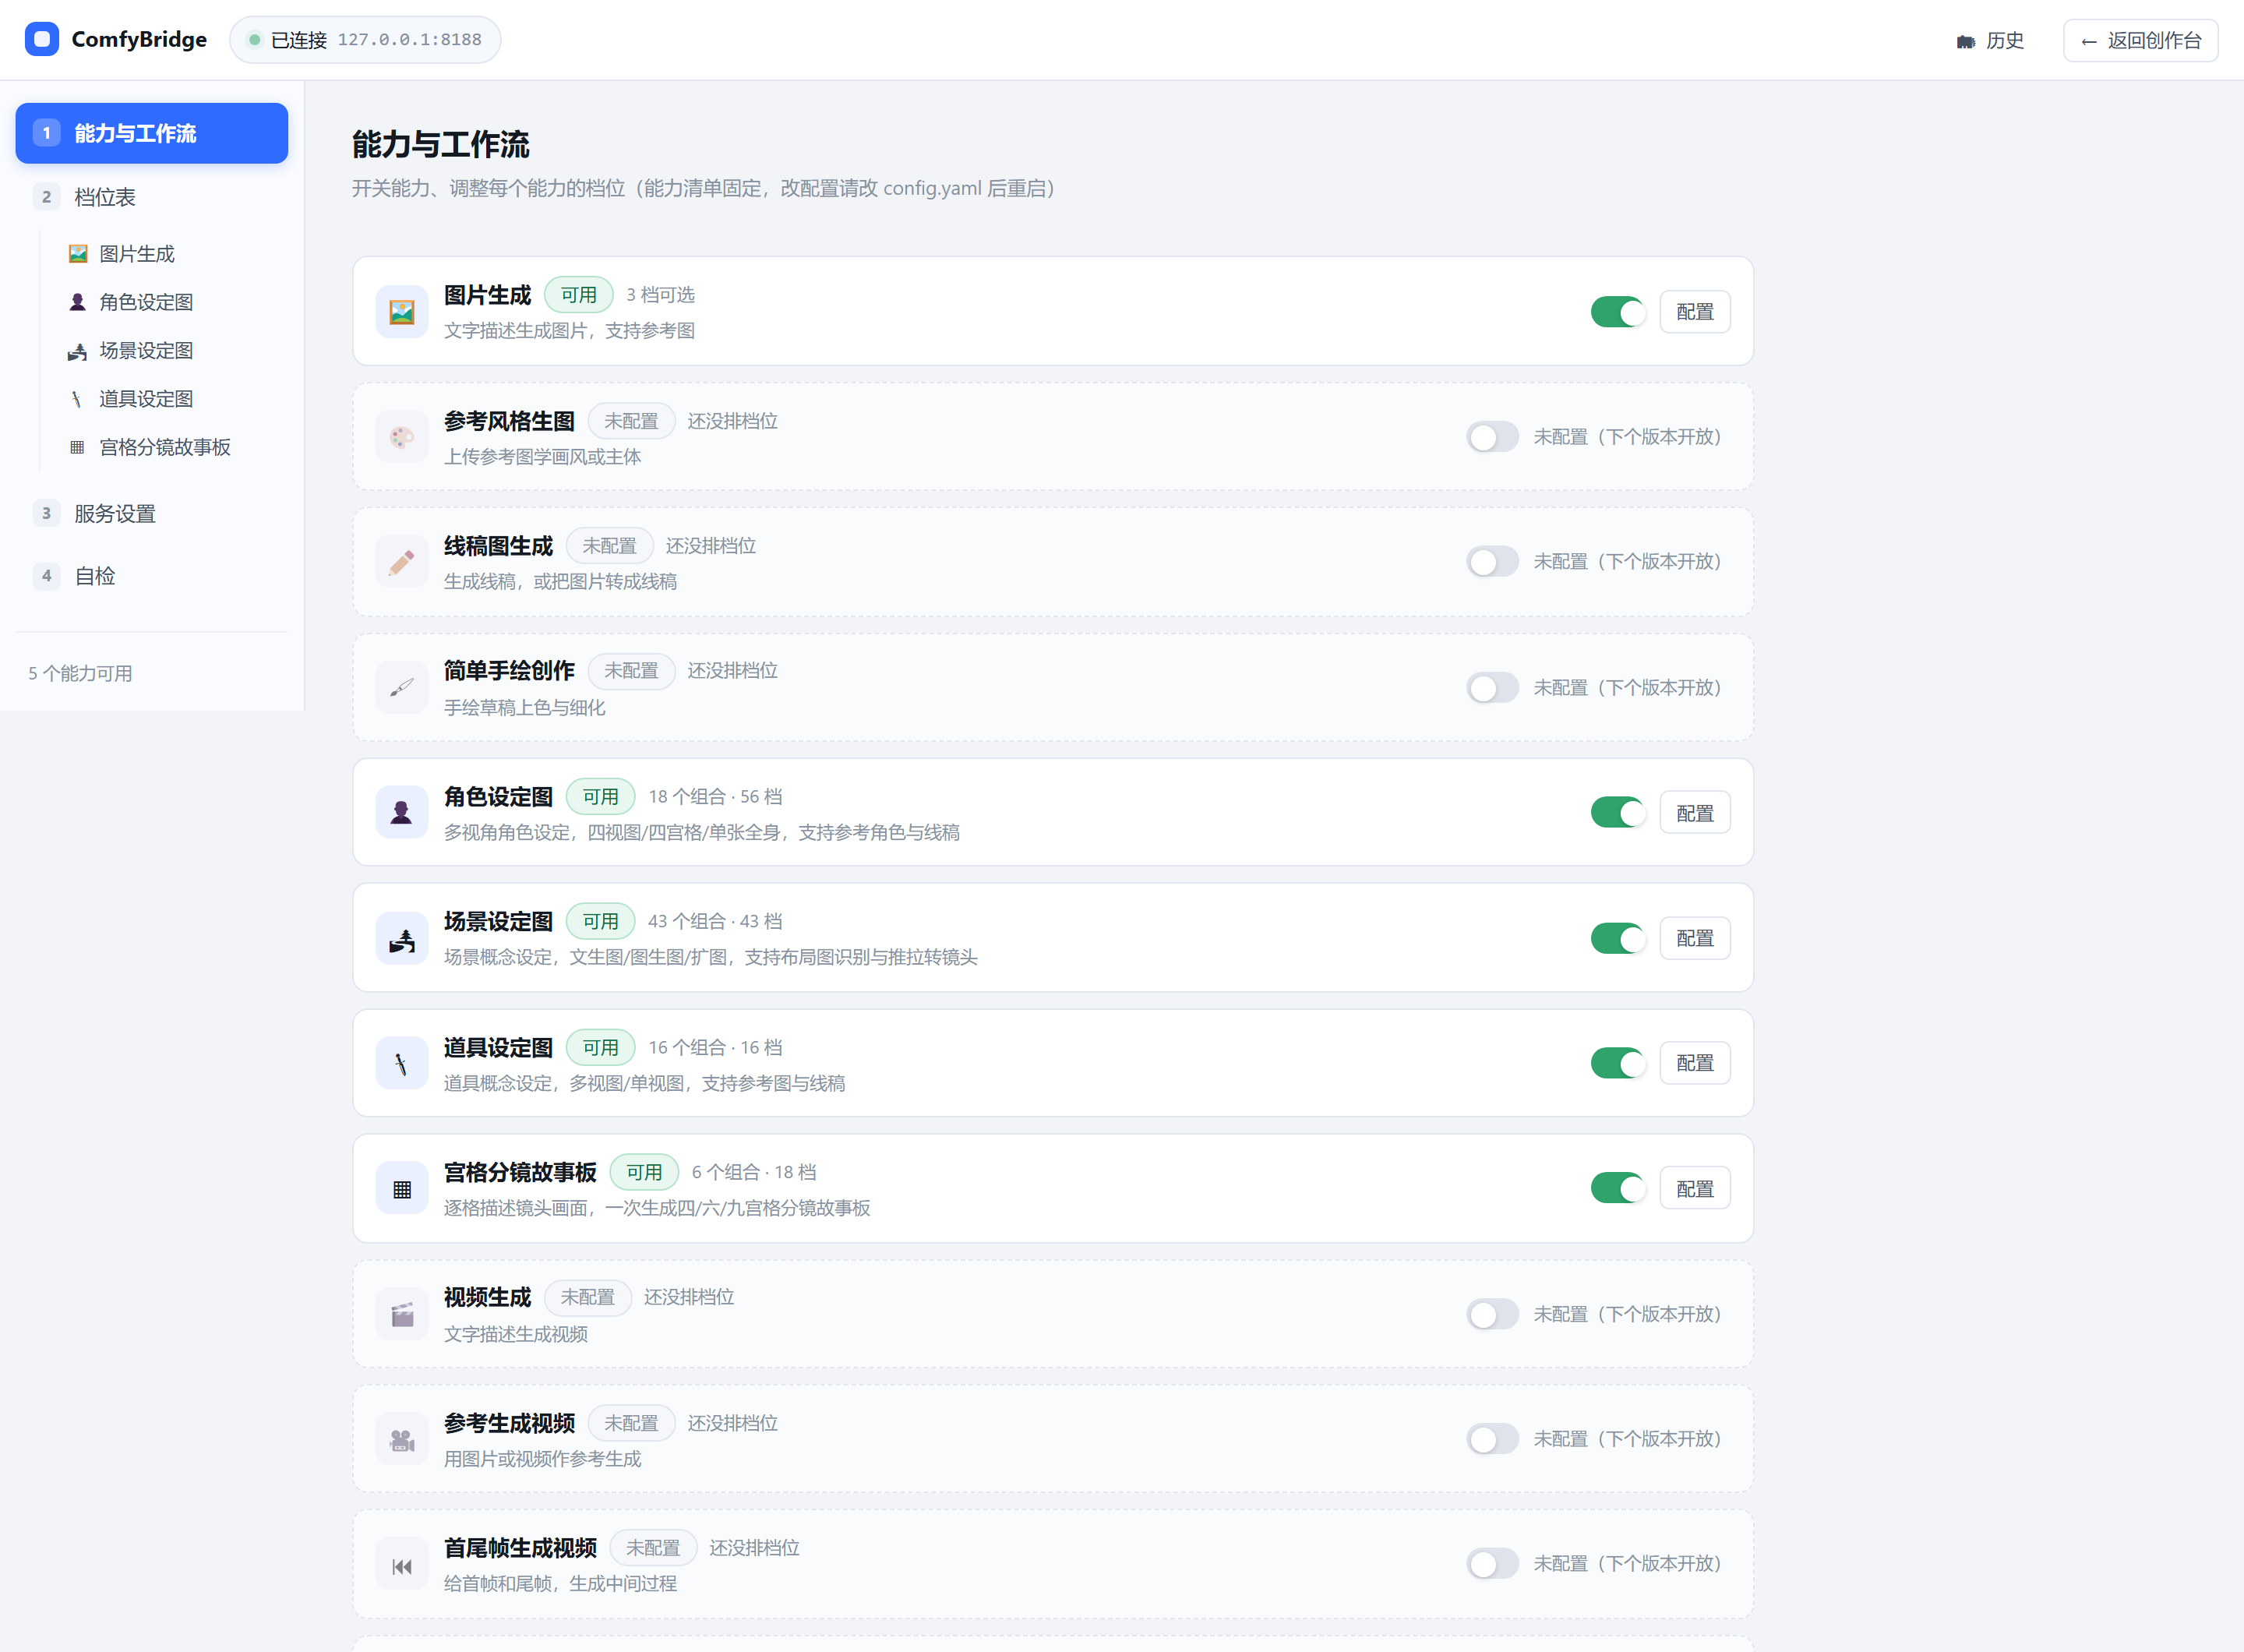 ComfyBridge
已连接 127.0.0.1:8188
历史
← 返回创作台
1 能力与工作流
2 档位表
图片生成
角色设定图
场景设定图
道具设定图
宫格分镜故事板
3 服务设置
4 自检
5 个能力可用
能力与工作流
开关能力、调整每个能力的档位（能力清单固定，改配置请改 config.yaml 后重启）
图片生成 可用 3 档可选
文字描述生成图片，支持参考图
配置
参考风格生图 未配置 还没排档位
上传参考图学画风或主体
未配置（下个版本开放）
线稿图生成 未配置 还没排档位
生成线稿，或把图片转成线稿
未配置（下个版本开放）
简单手绘创作 未配置 还没排档位
手绘草稿上色与细化
未配置（下个版本开放）
角色设定图 可用 18 个组合 · 56 档
多视角角色设定，四视图/四宫格/单张全身，支持参考角色与线稿
配置
场景设定图 可用 43 个组合 · 43 档
场景概念设定，文生图/图生图/扩图，支持布局图识别与推拉转镜头
配置
道具设定图 可用 16 个组合 · 16 档
道具概念设定，多视图/单视图，支持参考图与线稿
配置
宫格分镜故事板 可用 6 个组合 · 18 档
逐格描述镜头画面，一次生成四/六/九宫格分镜故事板
配置
视频生成 未配置 还没排档位
文字描述生成视频
未配置（下个版本开放）
参考生成视频 未配置 还没排档位
用图片或视频作参考生成
未配置（下个版本开放）
首尾帧生成视频 未配置 还没排档位
给首帧和尾帧，生成中间过程
未配置（下个版本开放）